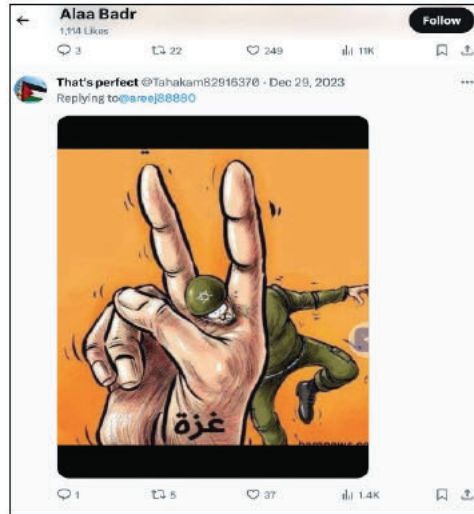 Alaa Badr
1,114 Likes
Follow
3 22 249 11K
That's perfect @Tahakam82916370 · Dec 29, 2023
Replying to @areej88880
غزة
1 5 37 1.4K